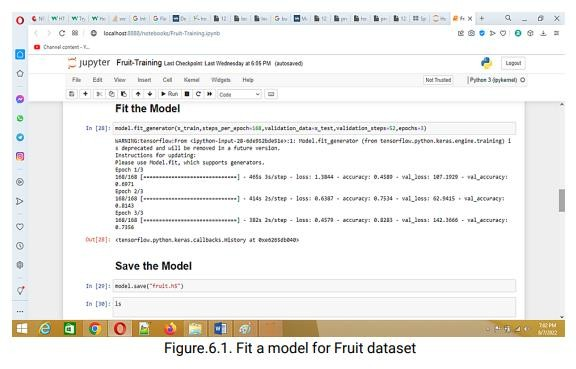 localhost:8888/notebooks/Fruit-Training.ipynb
Channel content - Y...
jupyter Fruit-Training Last Checkpoint: Last Wednesday at 6:05 PM (autosaved)
Logout
File Edit View Insert Cell Kernel Widgets Help
Not Trusted Python 3 (ipykernel)
Run Code
Fit the Model
In [28]: model.fit_generator(x_train,steps_per_epoch=168,validation_data=x_test,validation_steps=52,epochs=3)
WARNING:tensorflow:From <ipython-input-28-6dd952bde51e>:1: Model.fit_generator (from tensorflow.python.keras.engine.training) i
s deprecated and will be removed in a future version.
Instructions for updating:
Please use Model.fit, which supports generators.
Epoch 1/3
168/168 [==============================] - 465s 3s/step - loss: 1.3844 - accuracy: 0.4589 - val_loss: 107.1929 - val_accuracy:
0.6971
Epoch 2/3
168/168 [==============================] - 414s 2s/step - loss: 0.6387 - accuracy: 0.7534 - val_loss: 62.9415 - val_accuracy:
0.8143
Epoch 3/3
168/168 [==============================] - 382s 2s/step - loss: 0.4579 - accuracy: 0.8283 - val_loss: 142.3666 - val_accuracy:
0.7356
Out[28]: <tensorflow.python.keras.callbacks.History at 0xe6265db040>
Save the Model
In [29]: model.save("fruit.h5")
In [30]: ls
7:02 PM
6/7/2022
Figure.6.1. Fit a model for Fruit dataset